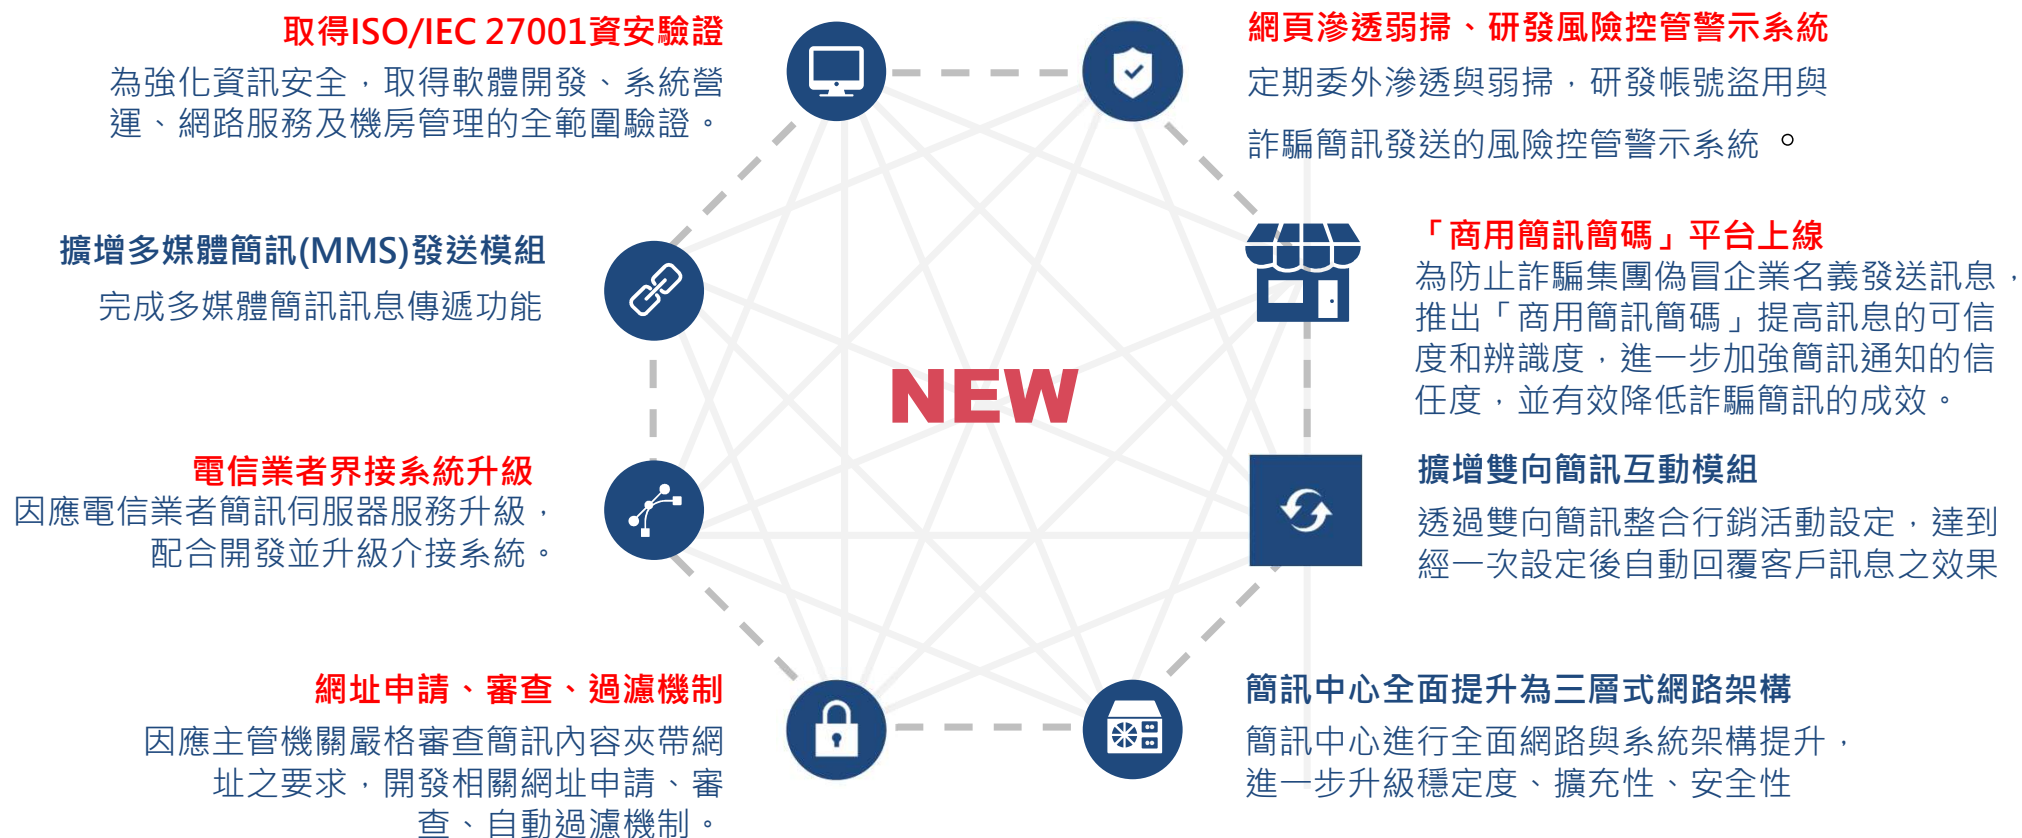 取得ISO/IEC 27001資安驗證
為強化資訊安全，取得軟體開發、系統營
運、網路服務及機房管理的全範圍驗證。
網頁滲透弱掃、研發風險控管警示系統
定期委外滲透與弱掃，研發帳號盜用與
詐騙簡訊發送的風險控管警示系統 。
擴增多媒體簡訊(MMS)發送模組
完成多媒體簡訊訊息傳遞功能
「商用簡訊簡碼」平台上線
為防止詐騙集團偽冒企業名義發送訊息，
推出「商用簡訊簡碼」提高訊息的可信
度和辨識度，進一步加強簡訊通知的信
任度，並有效降低詐騙簡訊的成效。
NEW
電信業者界接系統升級
因應電信業者簡訊伺服器服務升級，
配合開發並升級介接系統。
擴增雙向簡訊互動模組
透過雙向簡訊整合行銷活動設定，達到
經一次設定後自動回覆客戶訊息之效果
網址申請、審查、過濾機制
因應主管機關嚴格審查簡訊內容夾帶網
址之要求，開發相關網址申請、審
查、自動過濾機制。
簡訊中心全面提升為三層式網路架構
簡訊中心進行全面網路與系統架構提升，
進一步升級穩定度、擴充性、安全性